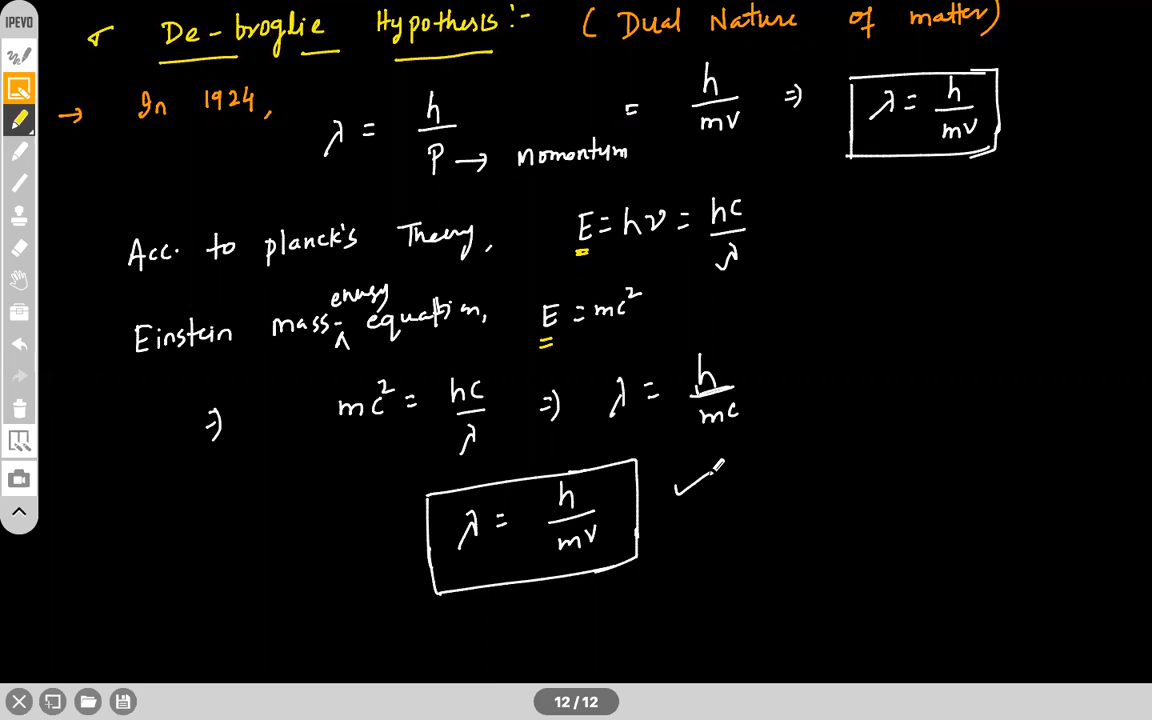 IPEVO
De-broglie Hypothesis:- (Dual Nature of matter)
→ In 1924, λ = h/P → momentum = h/mv ⇒ λ = h/mv
Acc. to planck's Theory, E = hν = hc/λ
Einstein mass-energy equation, E = mc²
⇒ mc² = hc/λ ⇒ λ = h/mc
λ = h/mv ✓
12/12